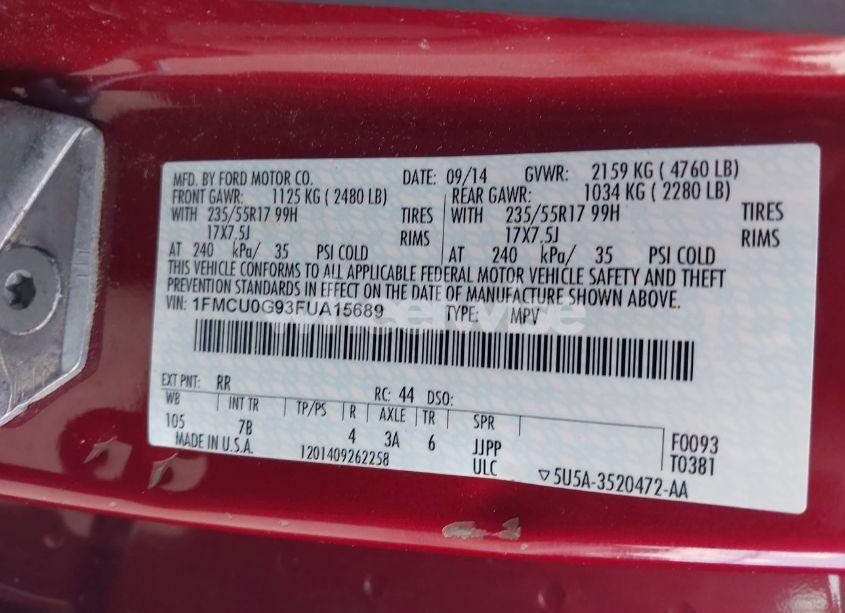 MFD. BY FORD MOTOR CO. DATE: 09/14 GVWR: 2159 KG ( 4760 LB)
FRONT GAWR: 1125 KG ( 2480 LB) REAR GAWR: 1034 KG ( 2280 LB)
WITH 235/55R17 99H TIRES WITH 235/55R17 99H TIRES
17X7.5J RIMS 17X7.5J RIMS
AT 240 kPa/ 35 PSI COLD AT 240 kPa/ 35 PSI COLD
THIS VEHICLE CONFORMS TO ALL APPLICABLE FEDERAL MOTOR VEHICLE SAFETY AND THEFT
PREVENTION STANDARDS IN EFFECT ON THE DATE OF MANUFACTURE SHOWN ABOVE.
VIN: 1FMCU0G93FUA15689 TYPE: MPV
EXT PNT: RR RC: 44 DSO:
WB INT TR TP/PS R AXLE TR SPR
105 7B 4 3A 6 JJPP F0093
MADE IN U.S.A. 1201409262258 ULC T0381
▽5U5A-3520472-AA